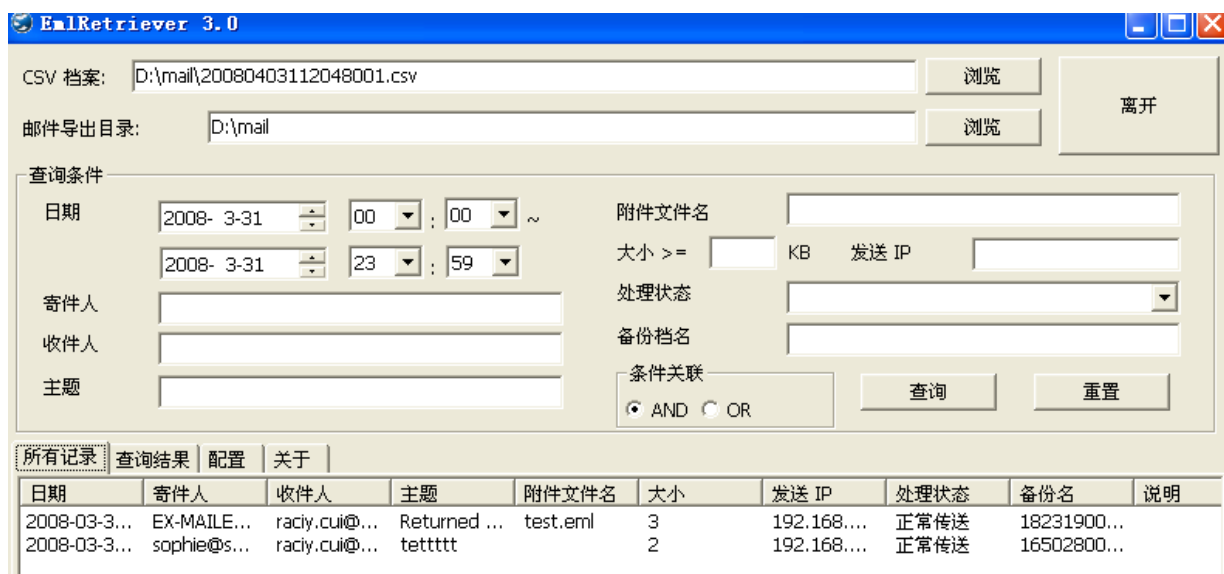 EmlRetriever 3.0
CSV 档案: D:\mail\20080403112048001.csv 浏览 离开
邮件导出目录: D:\mail 浏览
查询条件
日期 2008- 3-31 00 : 00 ~ 附件文件名
2008- 3-31 23 : 59 大小 >= KB 发送 IP
寄件人 处理状态
收件人 备份档名
主题 条件关联 查询 重置
AND OR
所有记录 查询结果 配置 关于
日期 寄件人 收件人 主题 附件文件名 大小 发送 IP 处理状态 备份名 说明
2008-03-3... EX-MAILE... raciy.cui@... Returned ... test.eml 3 192.168.... 正常传送 18231900...
2008-03-3... sophie@s... raciy.cui@... tettttt 2 192.168.... 正常传送 16502800...